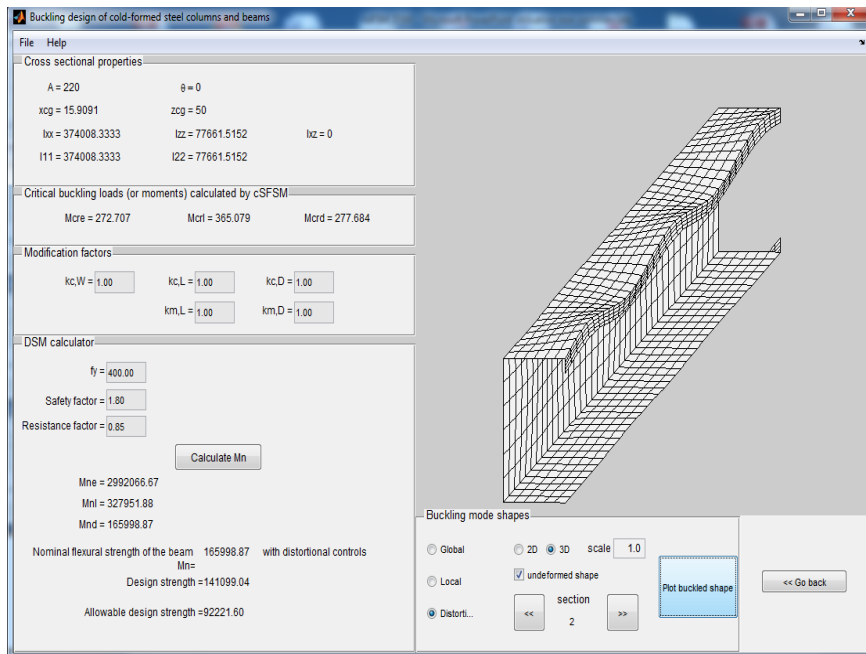 Buckling design of cold-formed steel columns and beams
File Help
Cross sectional properties
A = 220 θ = 0
xcg = 15.9091 zcg = 50
Ixx = 374008.3333 Izz = 77661.5152 Ixz = 0
I11 = 374008.3333 I22 = 77661.5152
Critical buckling loads (or moments) calculated by cSFSM
Mcre = 272.707 Mcrl = 365.079 Mcrd = 277.684
Modification factors
kc,W = 1.00 kc,L = 1.00 kc,D = 1.00
km,L = 1.00 km,D = 1.00
DSM calculator
fy = 400.00
Safety factor = 1.80
Resistance factor = 0.85
Calculate Mn
Mne = 2992066.67
Mnl = 327951.88
Mnd = 165998.87
Nominal flexural strength of the beam 165998.87 with distortional controls
Mn=
Design strength =141099.04
Allowable design strength =92221.60
Buckling mode shapes
Global 2D 3D scale 1.0
Local undeformed shape
Distorti... << section >>
2
Plot buckled shape
<< Go back